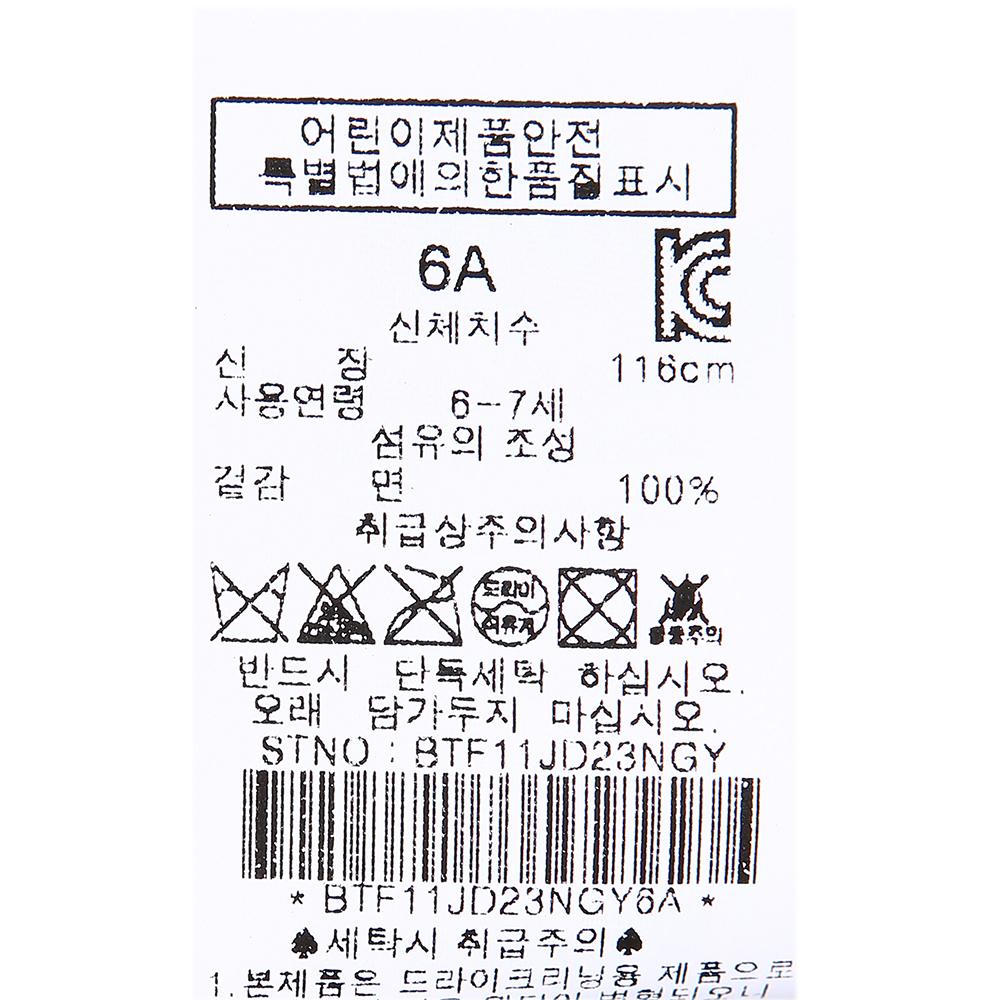 어린이제품안전
특별법에의한품질표시
6A
KC
신체치수
신 장 116cm
사용연령 6-7세
섬유의 조성
겉감 면 100%
취급상주의사항
드라이
석유계
물틀주의
반드시 단독세탁 하십시오.
오래 담가두지 마십시오.
STNO : BTF11JD23NGY
* BTF11JD23NGY6A *
♠세탁시 취급주의♠
1. 본제품은 드라이크리닝용 제품으로